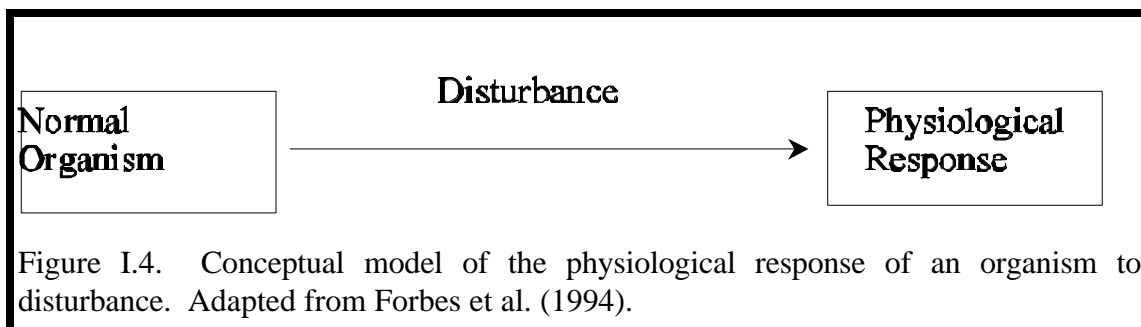 Disturbance
Normal
Organism
Physiological
Response
Figure I.4. Conceptual model of the physiological response of an organism to
disturbance. Adapted from Forbes et al. (1994).